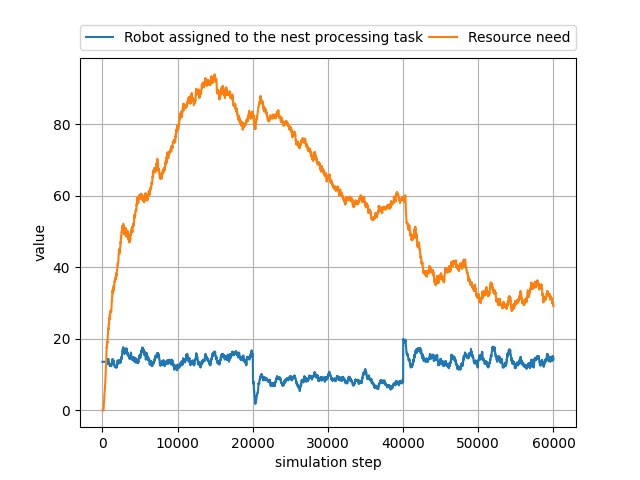 Robot assigned to the nest processing task Resource need
80
60
40
20
0
value
0 10000 20000 30000 40000 50000 60000
simulation step